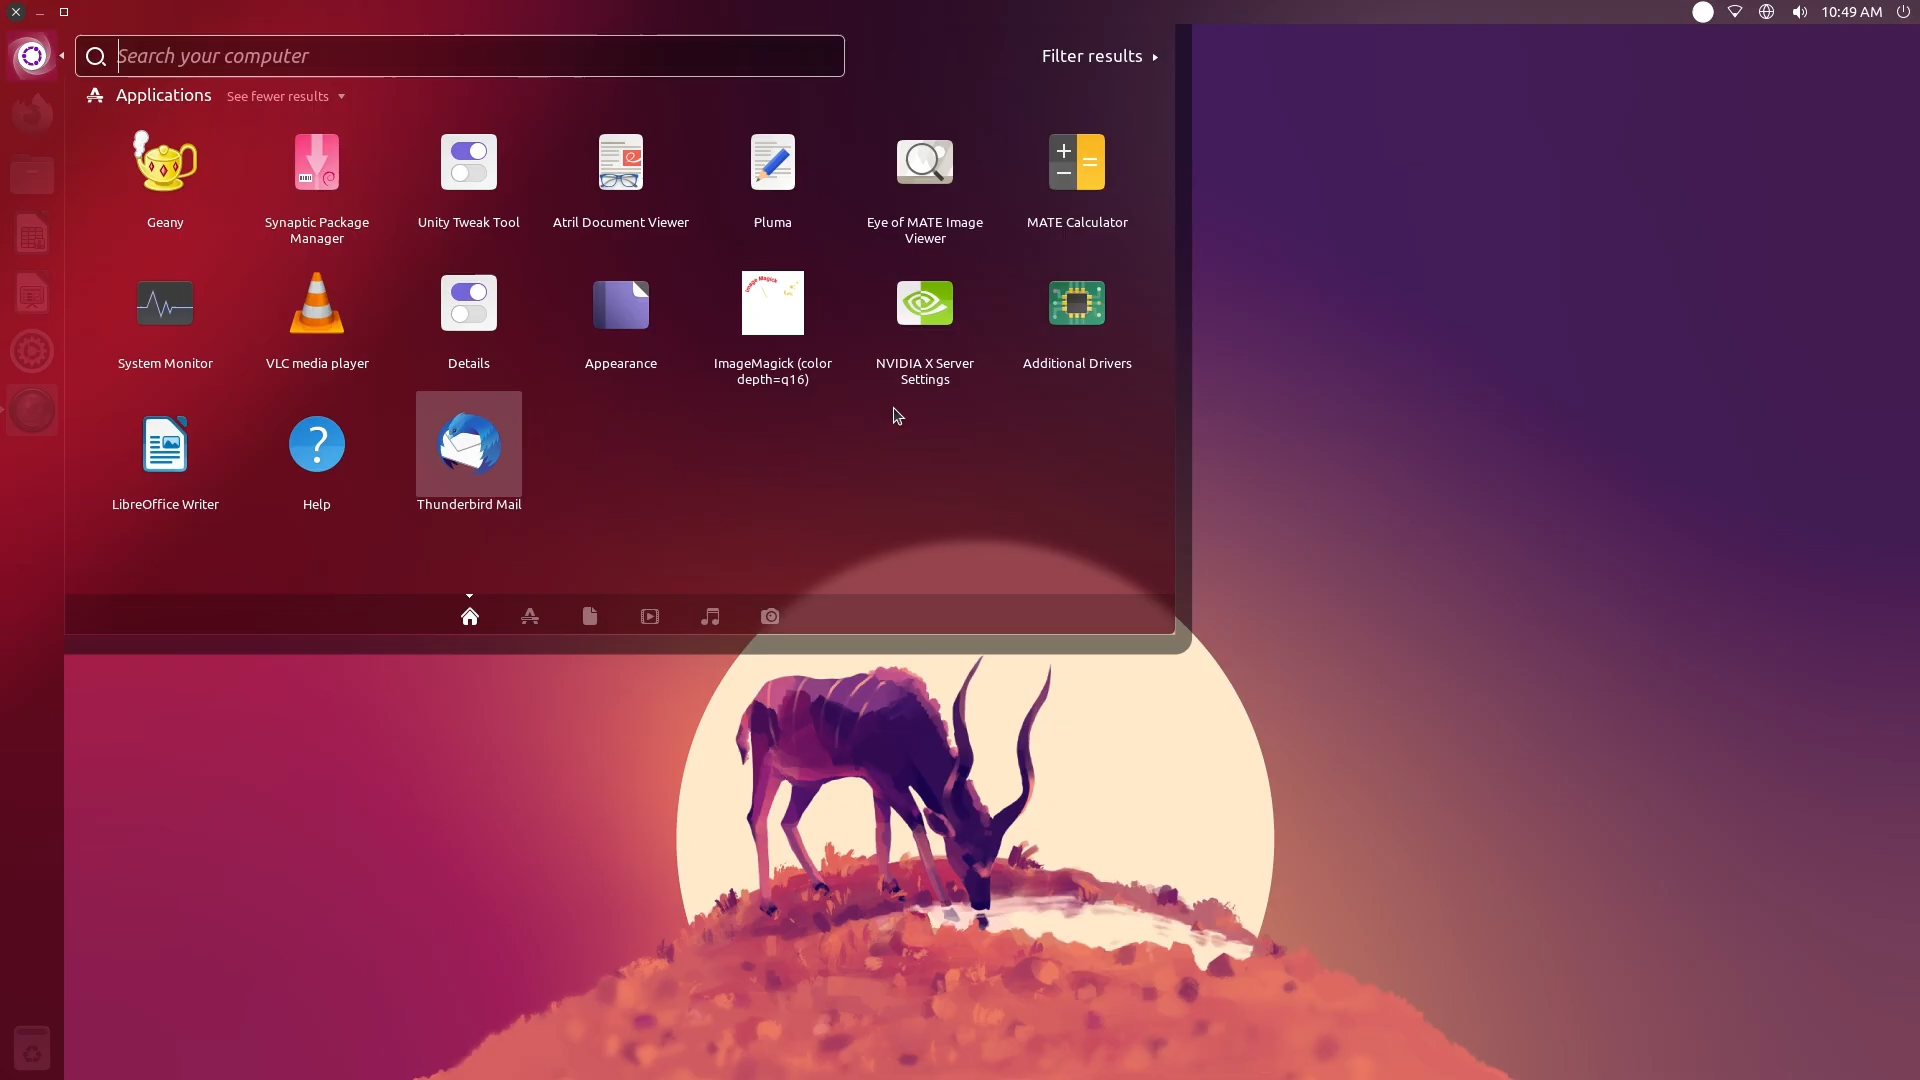 10:49 AM
Search your computer
Filter results
Applications See fewer results
Geany
Synaptic Package
Manager
Unity Tweak Tool
Atril Document Viewer
Pluma
Eye of MATE Image
Viewer
MATE Calculator
System Monitor
VLC media player
Details
Appearance
Image Magick
ImageMagick (color
depth=q16)
NVIDIA X Server
Settings
Additional Drivers
LibreOffice Writer
Help
Thunderbird Mail